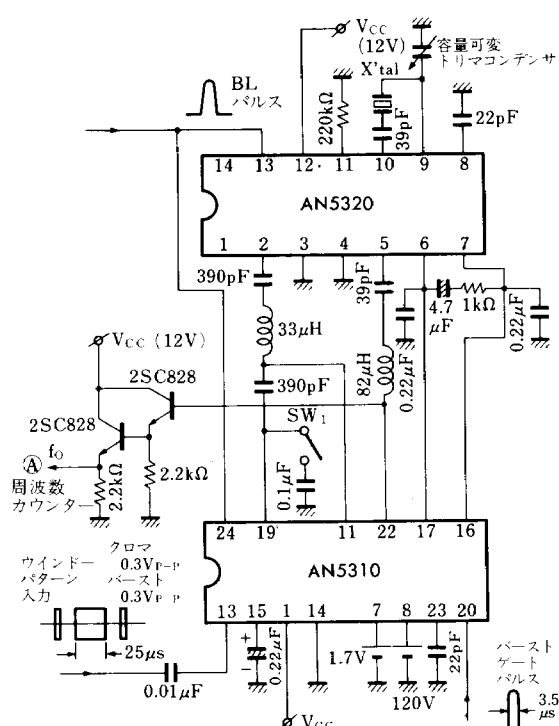 VCC
(12V)
容量可変
トリマコンデンサ
X'tal
BL
パルス
220kΩ
39pF
22pF
14 13 12 11 10 9 8
AN5320
1 2 3 4 5 6 7
390pF
39pF
4.7
μF
1kΩ
0.22μF
33μH
VCC (12V)
390pF
82μH
0.22μF
2SC828
2SC828
SW1
fO
Ⓐ
周波数
カウンター
2.2kΩ
2.2kΩ
0.1μF
24 19 11 22 17 16
AN5310
クロマ
ウインドー 0.3VP-P
パターン バースト
入力 0.3VP-P
25μs
13 15 1 14 7 8 23 20
0.01μF
+
−
0.22μF
1.7V
120V
22pF
バースト
ゲート
パルス
3.5
μs
VCC